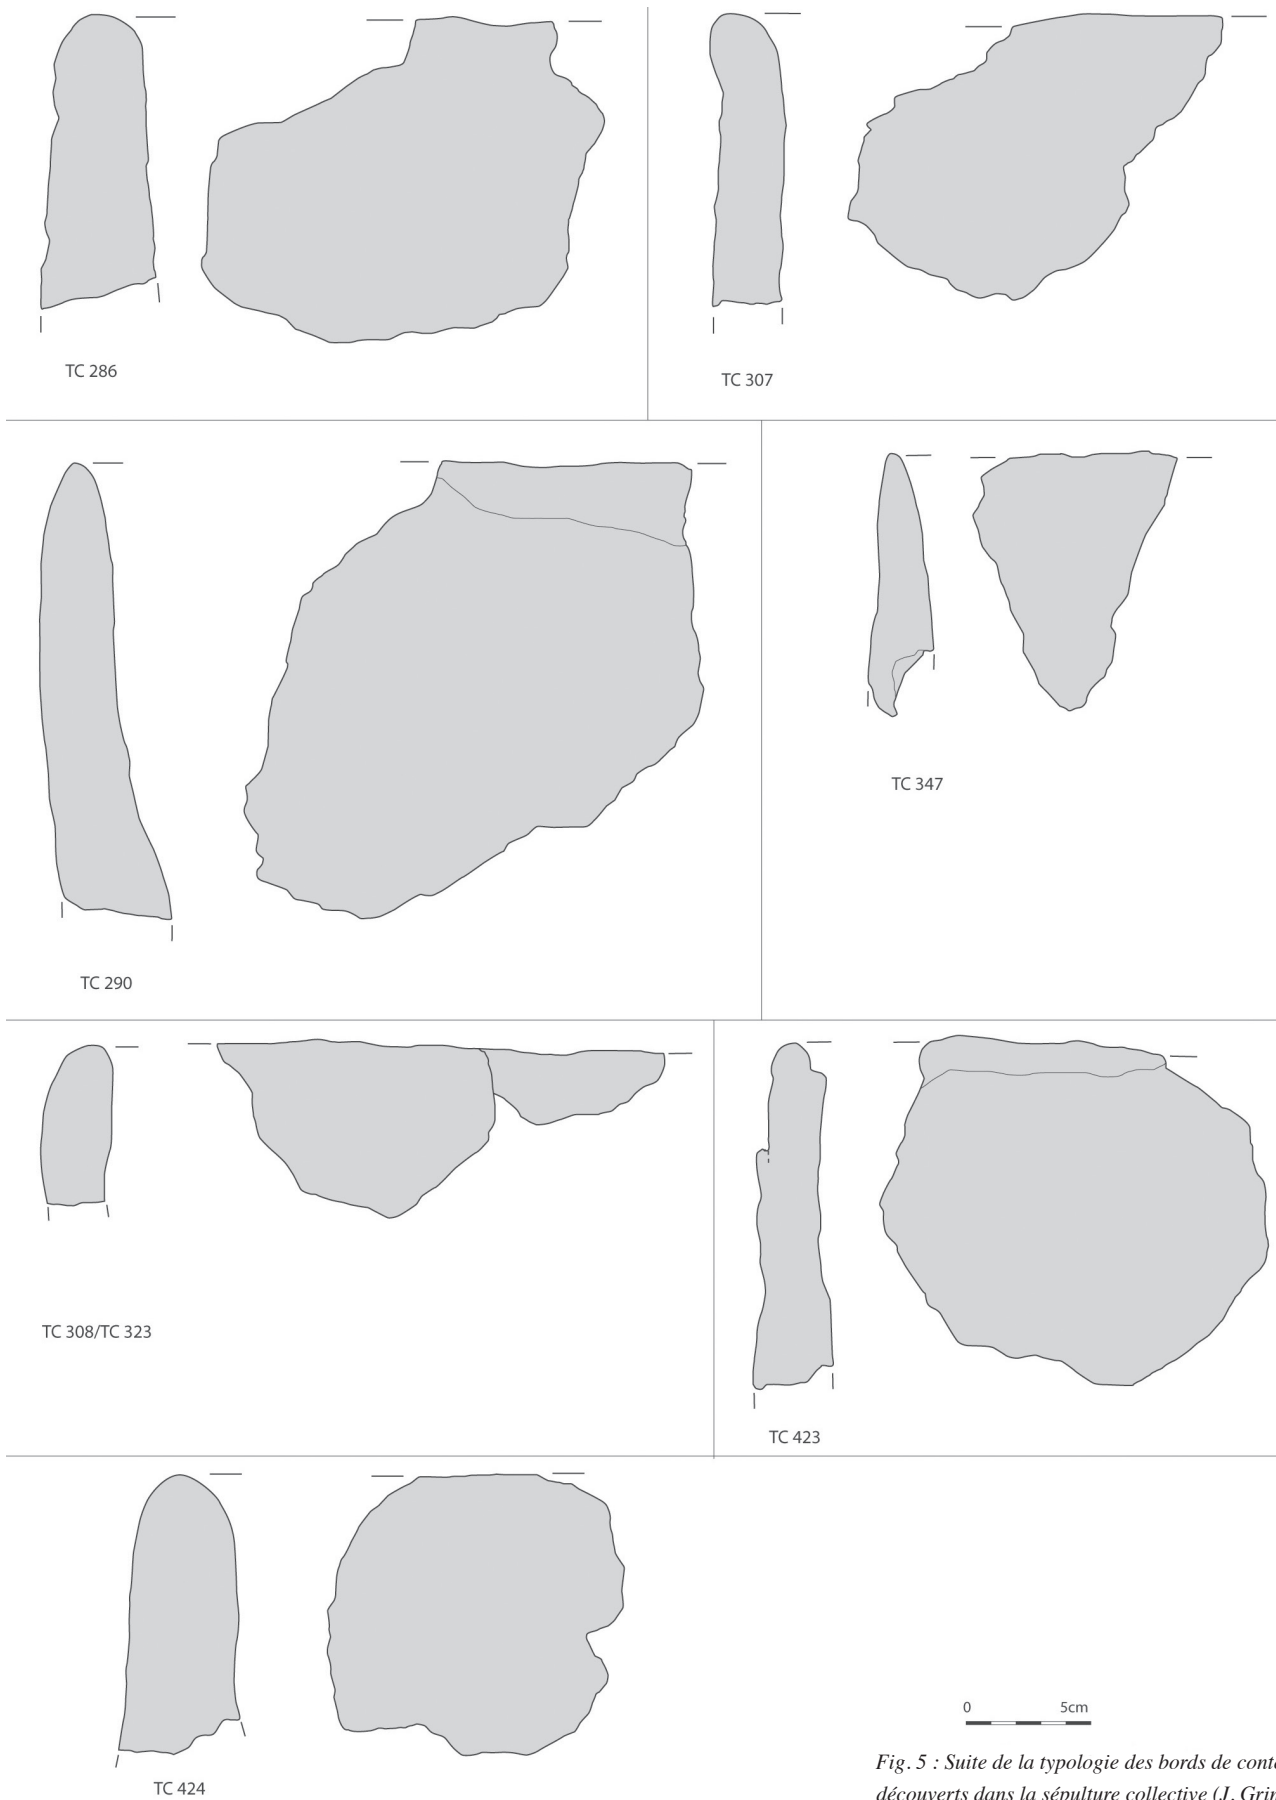 TC 286
TC 307
TC 290
TC 347
TC 308/TC 323
TC 423
TC 424
0 5cm
Fig. 5 : Suite de la typologie des bords de
découverts dans la sépulture collective (J.